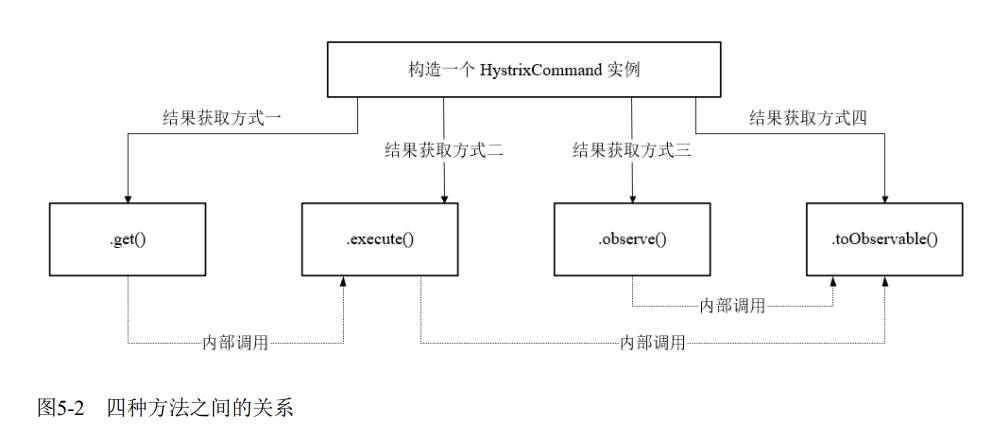 构造一个 HystrixCommand 实例
结果获取方式一
结果获取方式四
结果获取方式二
结果获取方式三
.get()
.execute()
.observe()
.toObservable()
内部调用
内部调用
内部调用
图5-2 四种方法之间的关系